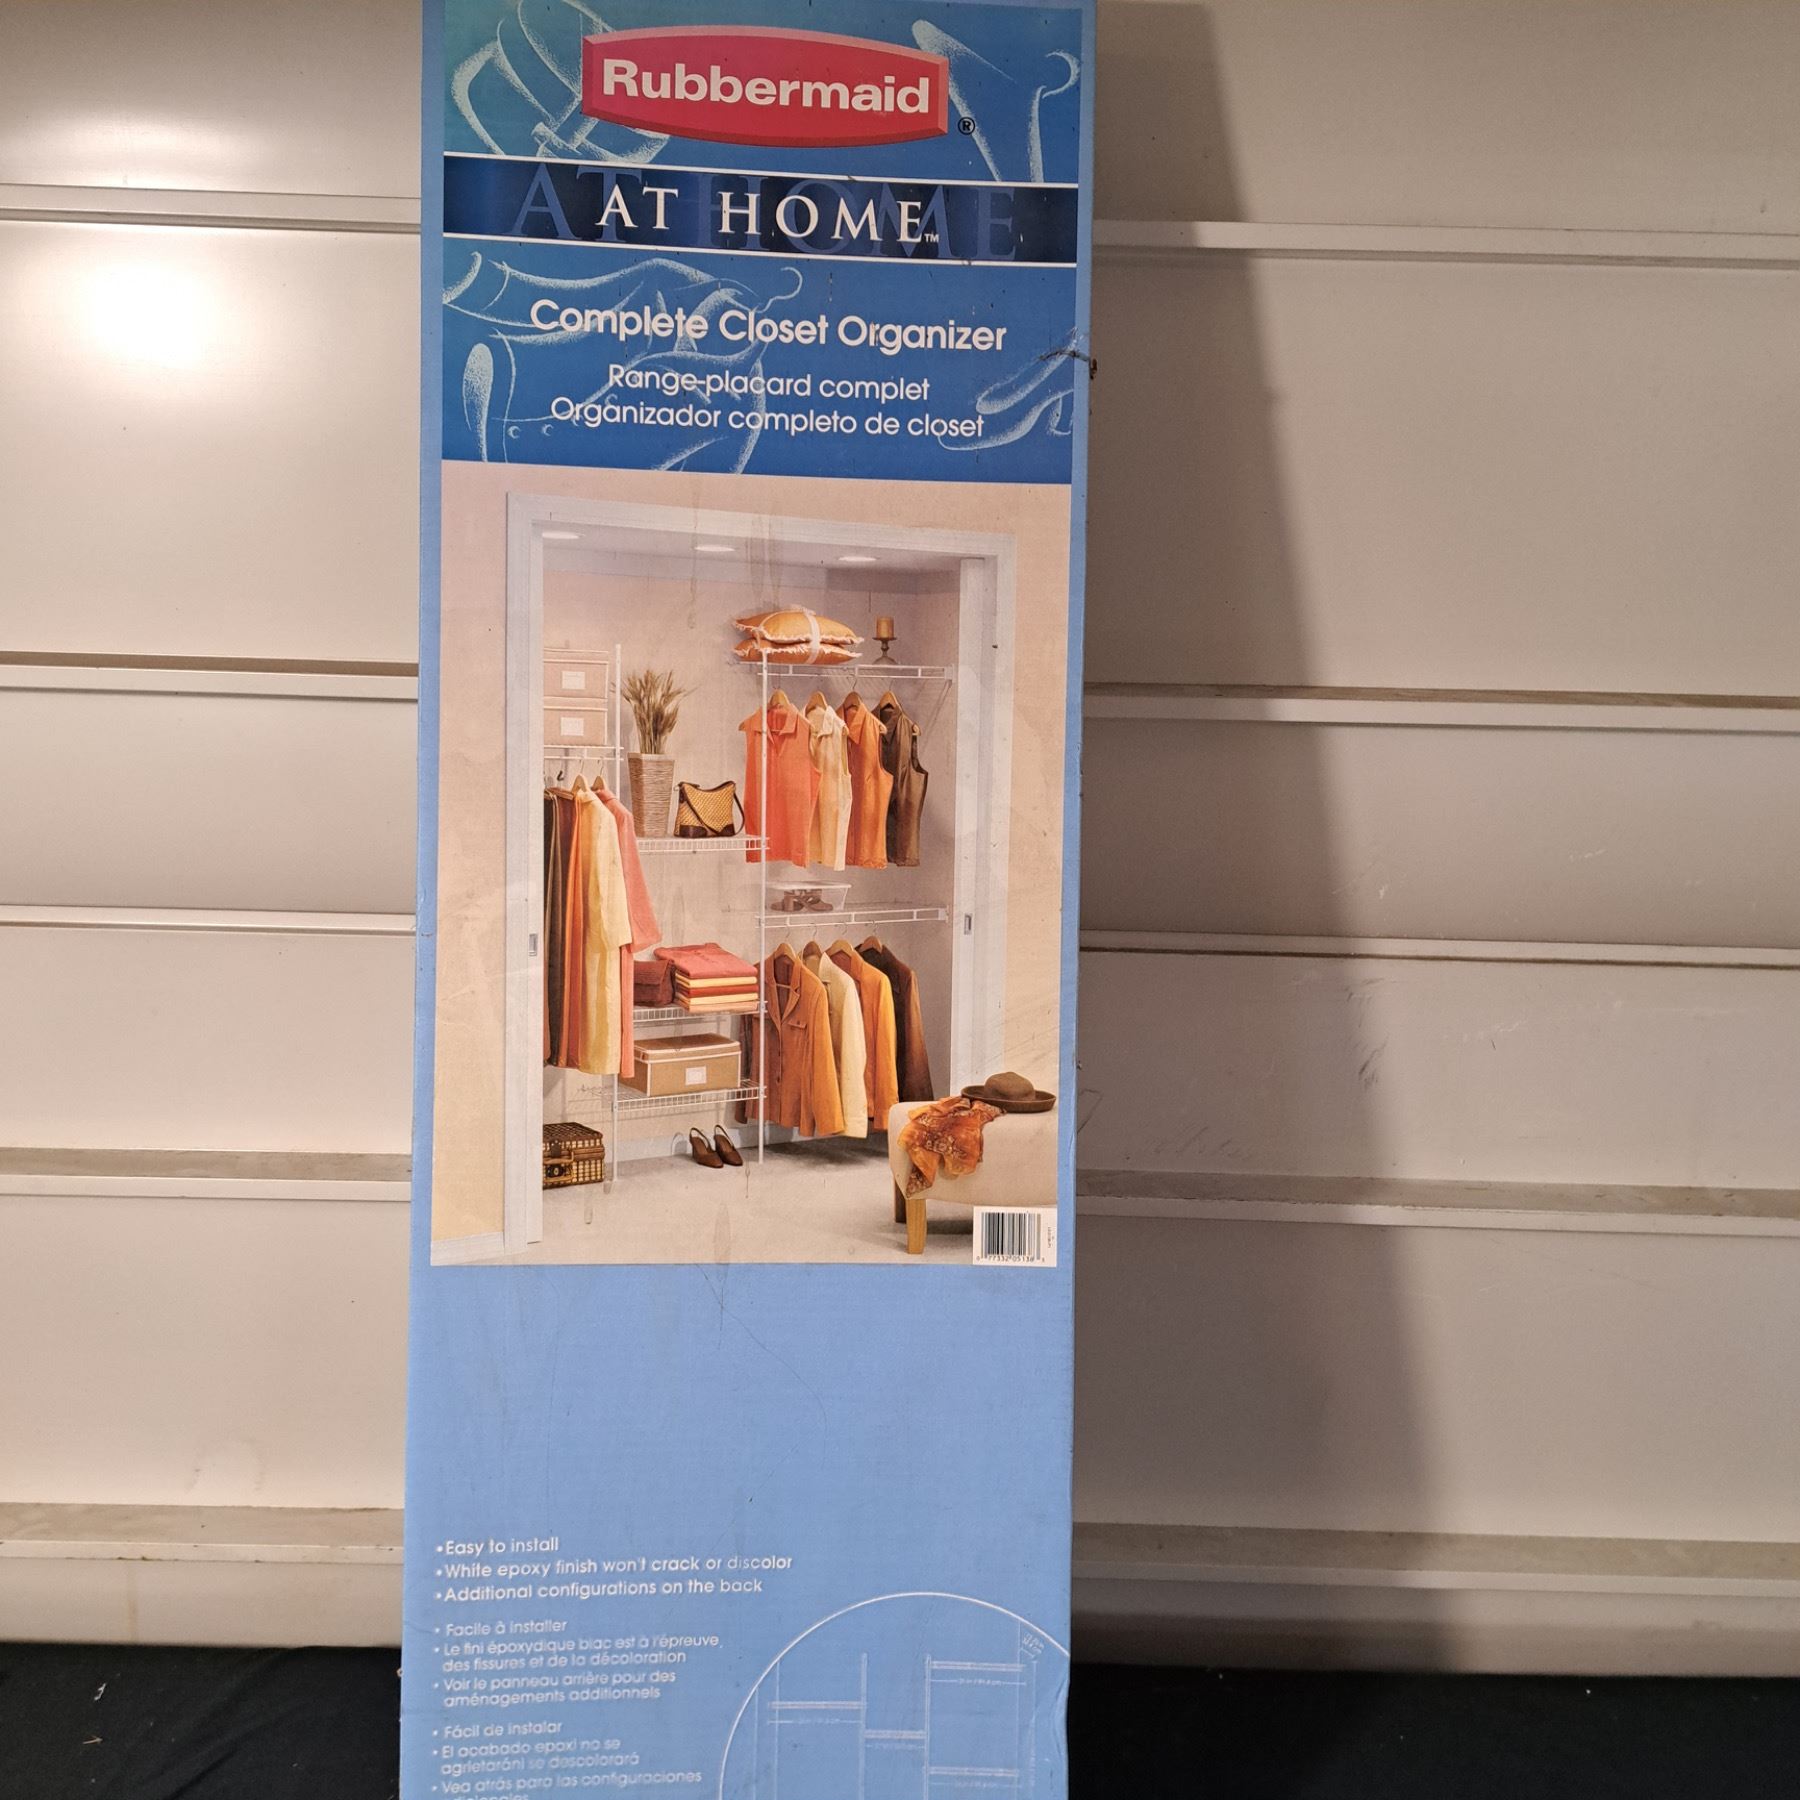 Rubbermaid
®
AT HOME
AT HOME™
Complete Closet Organizer
Range-placard complet
Organizador completo de closet
• Easy to install
• White epoxy finish won't crack or discolor
• Additional configurations on the back
• Facile à installer
• Le fini époxydique blac est à l'épreuve,
des fissures et de la décoloration
• Voir le panneau arrière pour des
aménagements additionnels
• Fácil de instalar
• El acabado epoxi no se
agrietaráni se descolorará
• Vea atrás para las configuraciones